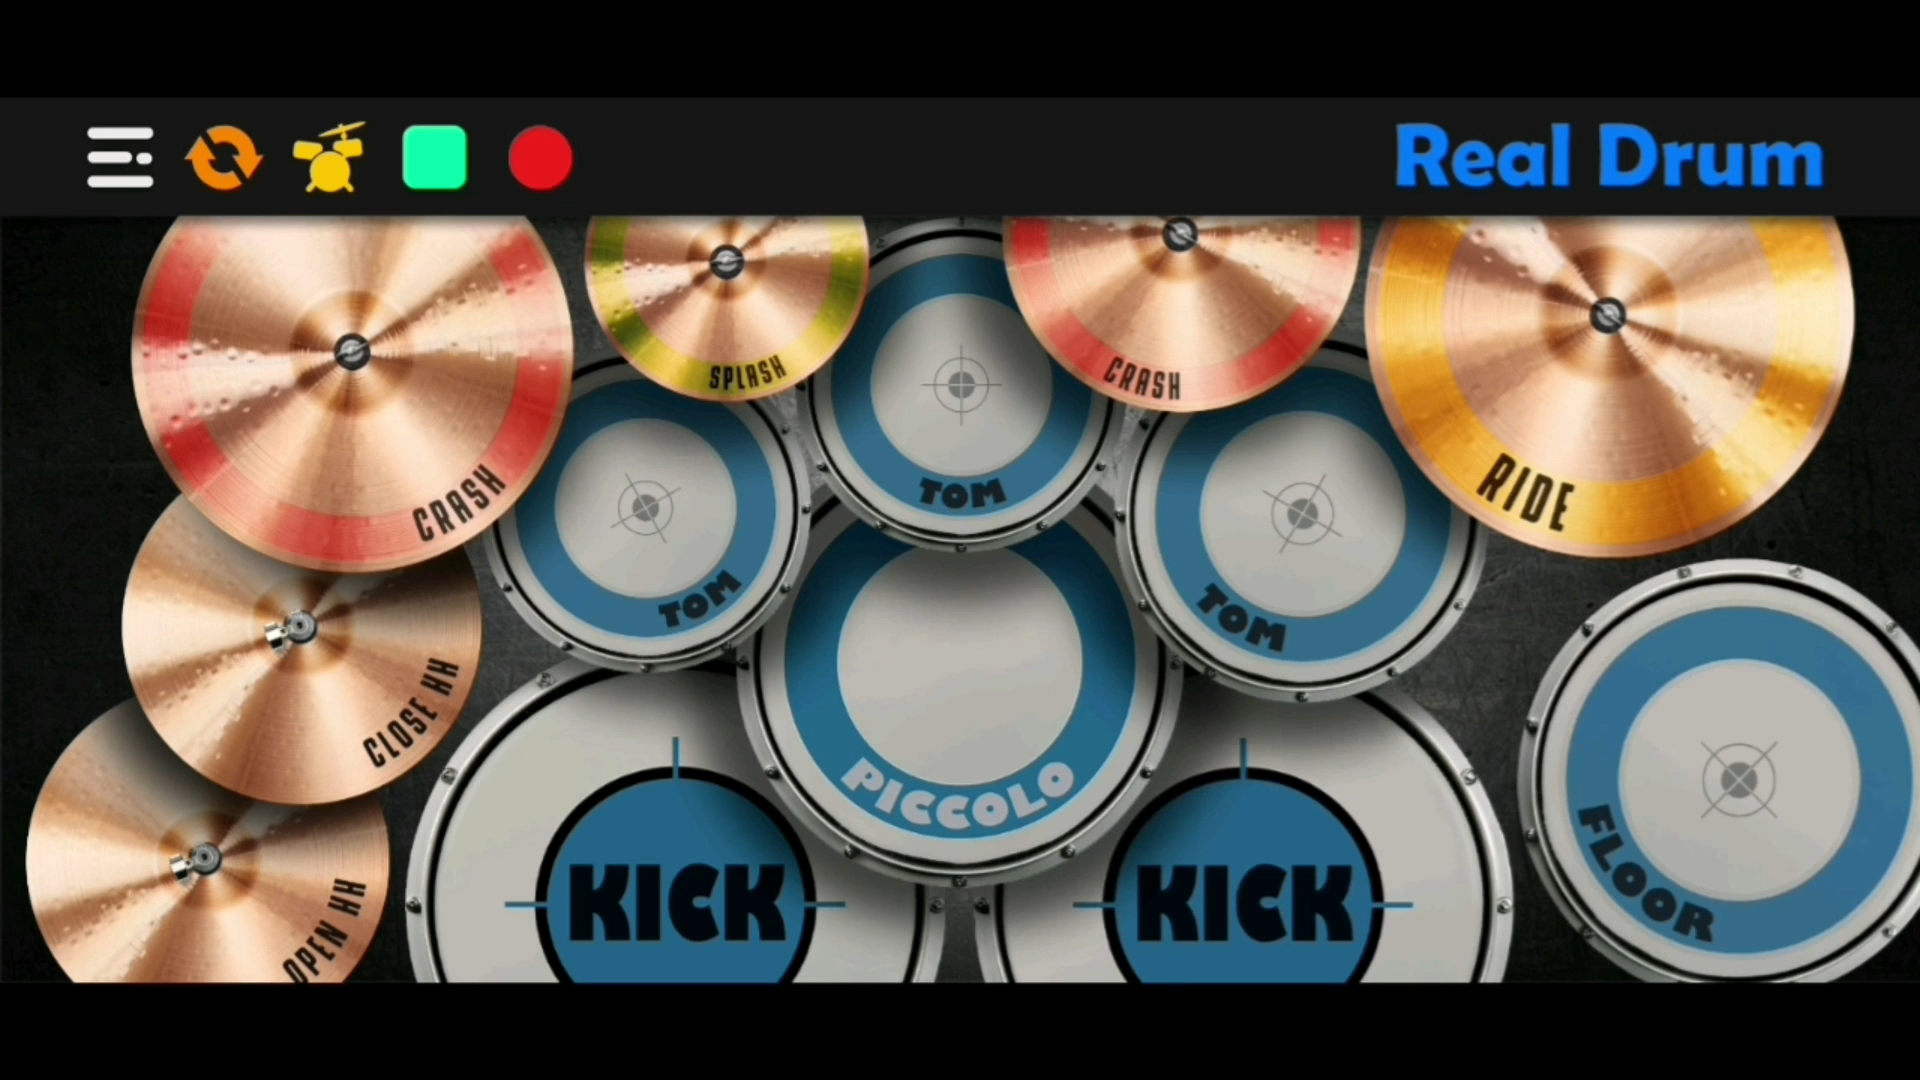 Real Drum
SPLASH
CRASH
CRASH
RIDE
TOM
TOM
TOM
CLOSE HH
PICCOLO
OPEN HH
KICK
KICK
FLOOR